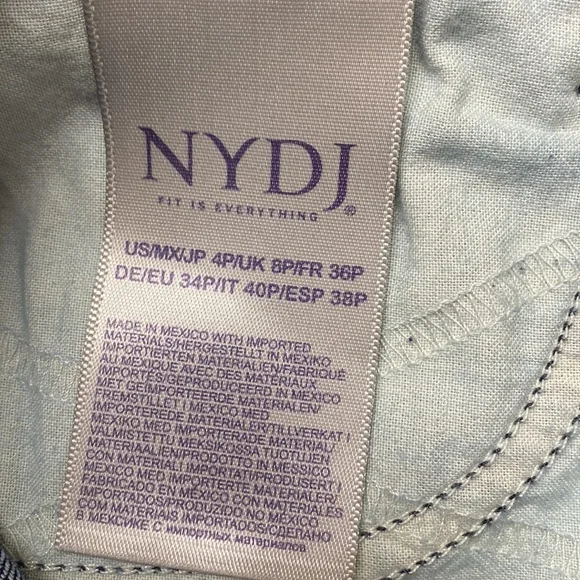 NYDJ®
FIT IS EVERYTHING
US/MX/JP 4P/UK 8P/FR 36P
DE/EU 34P/IT 40P/ESP 38P
MADE IN MEXICO WITH IMPORTED
MATERIALS/HERGESTELLT IN MEXIKO
IMPORTIERTEN MATERIALIEN/FABRIQUÉ
AU MEXIQUE AVEC DES MATÉRIAUX
IMPORTÉS/GEPRODUCEERD IN MEXICO
MET GEÏMPORTEERDE MATERIALEN/
FREMSTILLET I MEXICO MED
IMPORTEREDE MATERIALER/TILLVERKAT I
MEXIKO MED IMPORTERADE MATERIAL
ILMISTETTU MEKSIKOSSA TUOTUJEN
MATERIAALIEN/PRODOTTO IN MESSICO
CON MATERIALI IMPORTATI/PRODUSERT I
MEXICO MED IMPORTERTE MATERIALER/
FABRICADO EN MÉXICO CON MATERIALES
IMPORTADOS/PRODUZIDO NO MÉXICO
COM MATERIAIS IMPORTADOS/СДЕЛАНО
В МЕКСИКЕ с импортных материалов